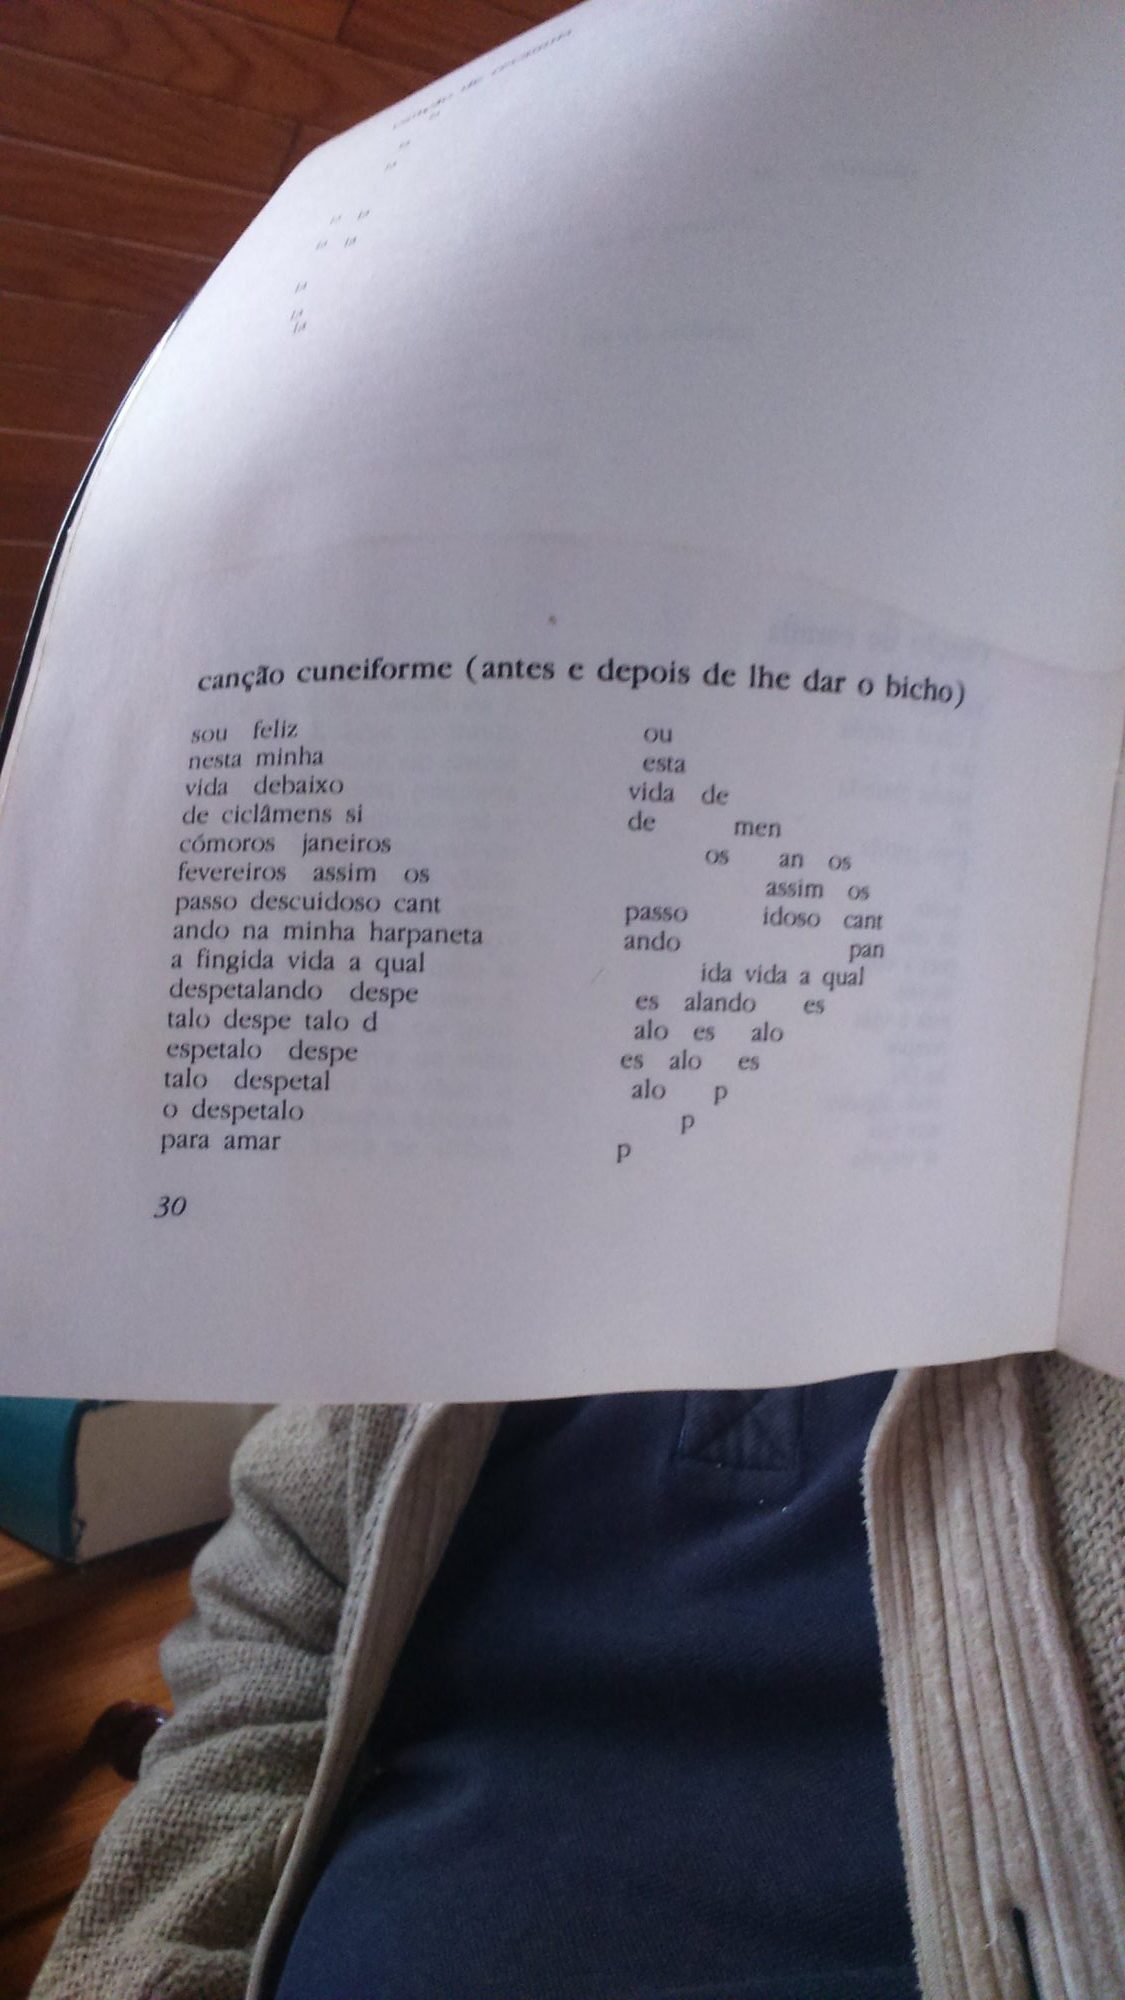 canção cuneiforme (antes e depois de lhe dar o bicho)
sou feliz
nesta minha
vida debaixo
de ciclâmens si
cómoros janeiros
fevereiros assim os
passo descuidoso cant
ando na minha harpaneta
a fingida vida a qual
despetalando despe
talo despe talo d
espetalo despe
talo despetal
o despetalo
para amar
ou
esta
vida de
de men
os an os
assim os
passo idoso cant
ando pan
ida vida a qual
es alando es
alo es alo
es alo es
alo p
p
p
30